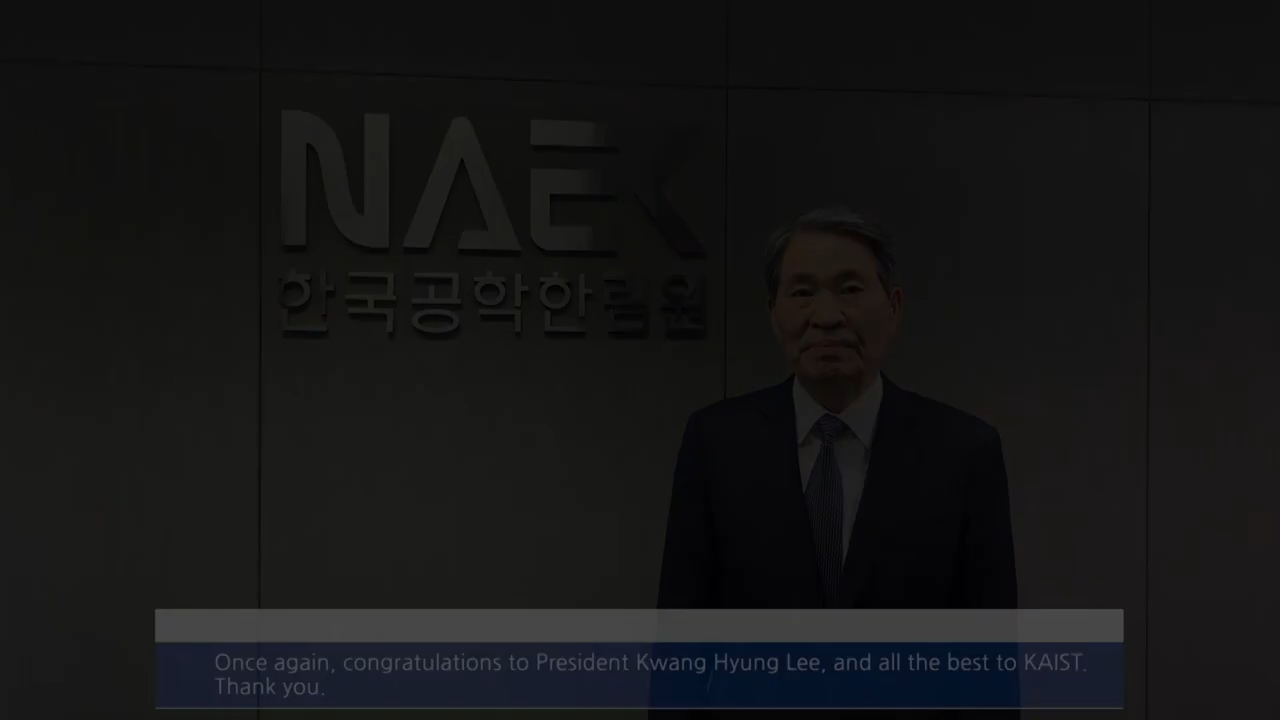 NAEK
한국공학한림원
Once again, congratulations to President Kwang Hyung Lee, and all the best to KAIST.
Thank you.